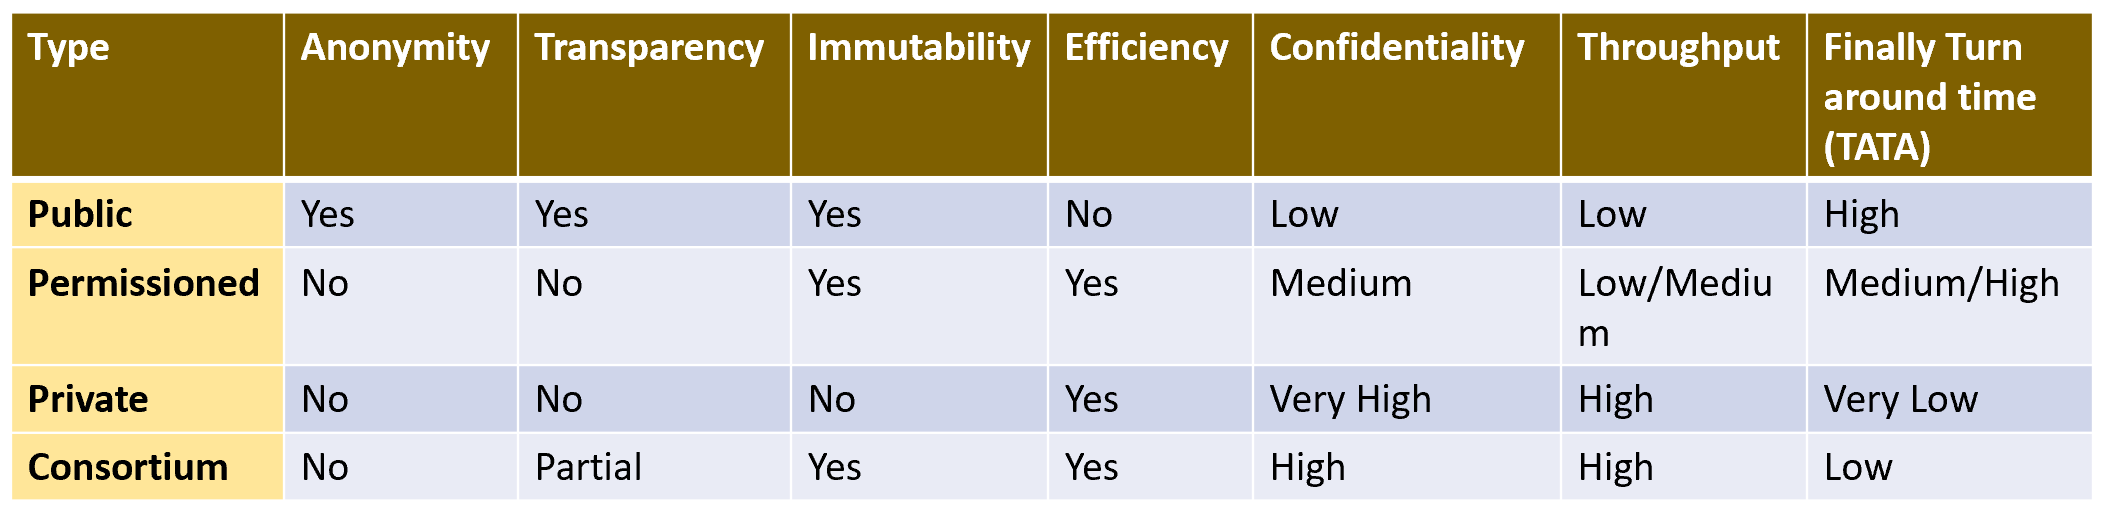 Type Anonymity Transparency Immutability Efficiency Confidentiality Throughput Finally Turn
around time
(TATA)
Public Yes Yes Yes No Low Low High
Permissioned No No Yes Yes Medium Low/Mediu Medium/High
m
Private No No No Yes Very High High Very Low
Consortium No Partial Yes Yes High High Low